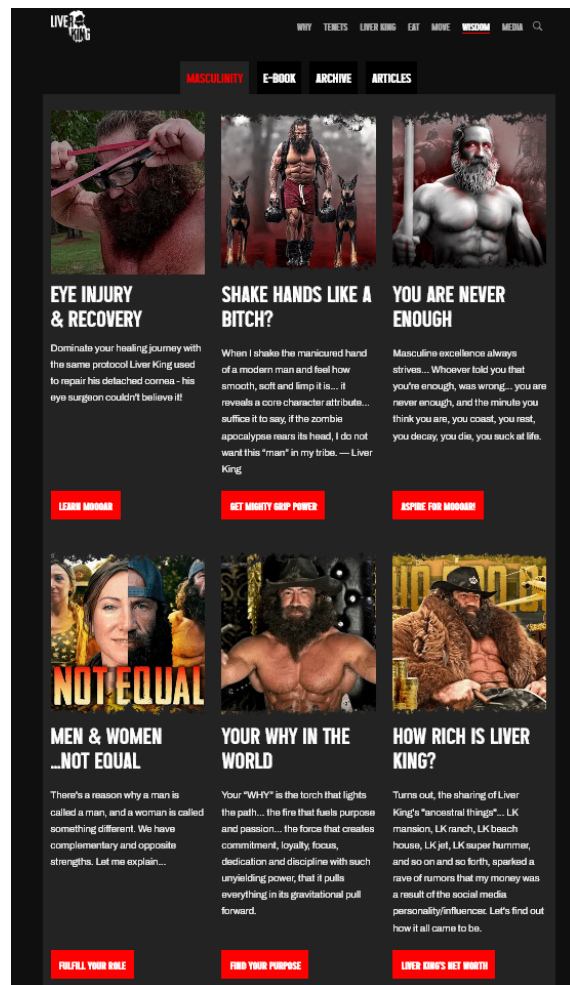 LIVER
KING
WHY TENETS LIVER KING EAT MOVE WISDOM MEDIA
MASCULINITY E-BOOK ARCHIVE ARTICLES
EYE INJURY
& RECOVERY
Dominate your healing journey with
the same protocol Liver King used
to repair his detached cornea - his
eye surgeon couldn't believe it!
LEARN MOOOAR
SHAKE HANDS LIKE A
BITCH?
When I shake the manicured hand
of a modern man and feel how
smooth, soft and limp it is... it
reveals a core character attribute...
suffice it to say, if the zombie
apocalypse rears its head, I do not
want this "man" in my tribe. — Liver
King
GET MIGHTY GRIP POWER
YOU ARE NEVER
ENOUGH
Masculine excellence always
strives... Whoever told you that
you're enough, was wrong... you are
never enough, and the minute you
think you are, you coast, you rest,
you decay, you die, you suck at life.
ASPIRE FOR MOOOAR!
NOT EQUAL
MEN & WOMEN
...NOT EQUAL
There's a reason why a man is
called a man, and a woman is called
something different. We have
complementary and opposite
strengths. Let me explain...
FULFILL YOUR ROLE
YOUR WHY IN THE
WORLD
Your "WHY" is the torch that lights
the path... the fire that fuels purpose
and passion... the force that creates
commitment, loyalty, focus,
dedication and discipline with such
unyielding power, that it pulls
everything in its gravitational pull
forward.
FIND YOUR PURPOSE
HOW RICH IS LIVER
KING?
Turns out, the sharing of Liver
King's "ancestral things"... LK
mansion, LK ranch, LK beach
house, LK jet, LK super hummer,
and so on and so forth, sparked a
rave of rumors that my money was
a result of the social media
personality/influencer. Let's find out
how it all came to be.
LIVER KING'S NET WORTH